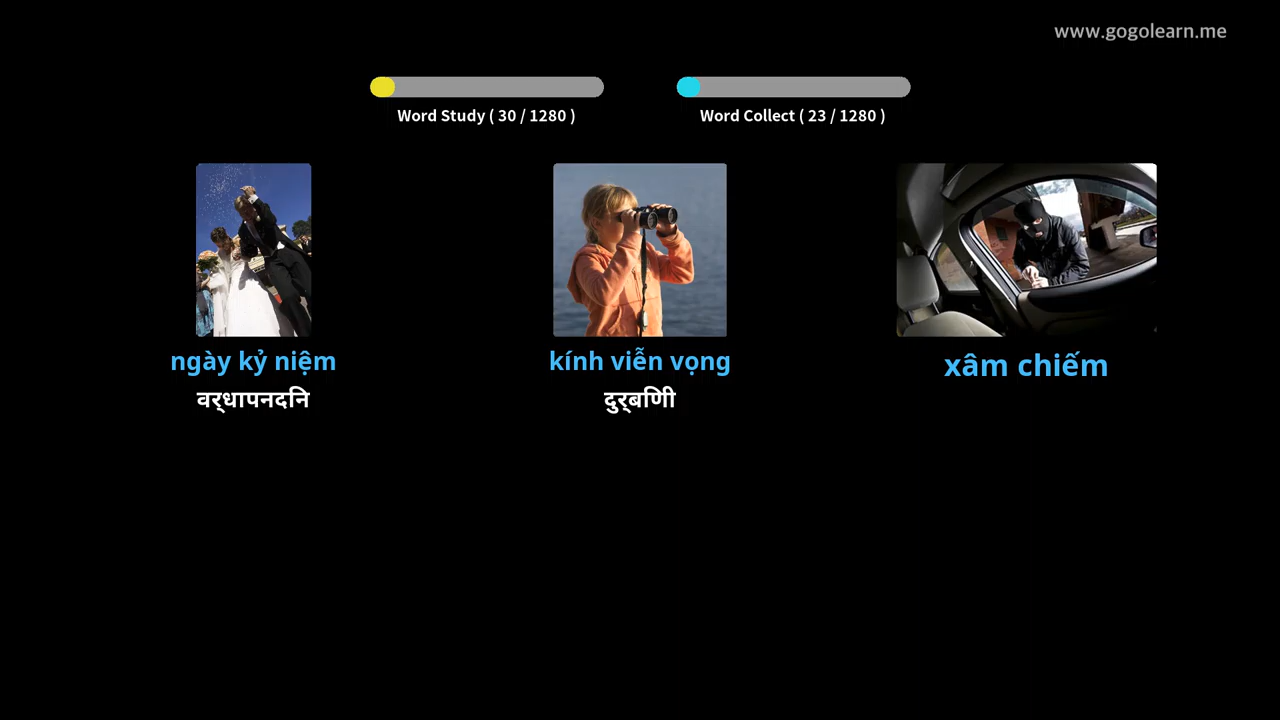 www.gogolearn.me
Word Study ( 30 / 1280 )
Word Collect ( 23 / 1280 )
ngày kỷ niệm
kính viễn vọng
xâm chiếm
वर्धापनदिन
दुर्बिणी